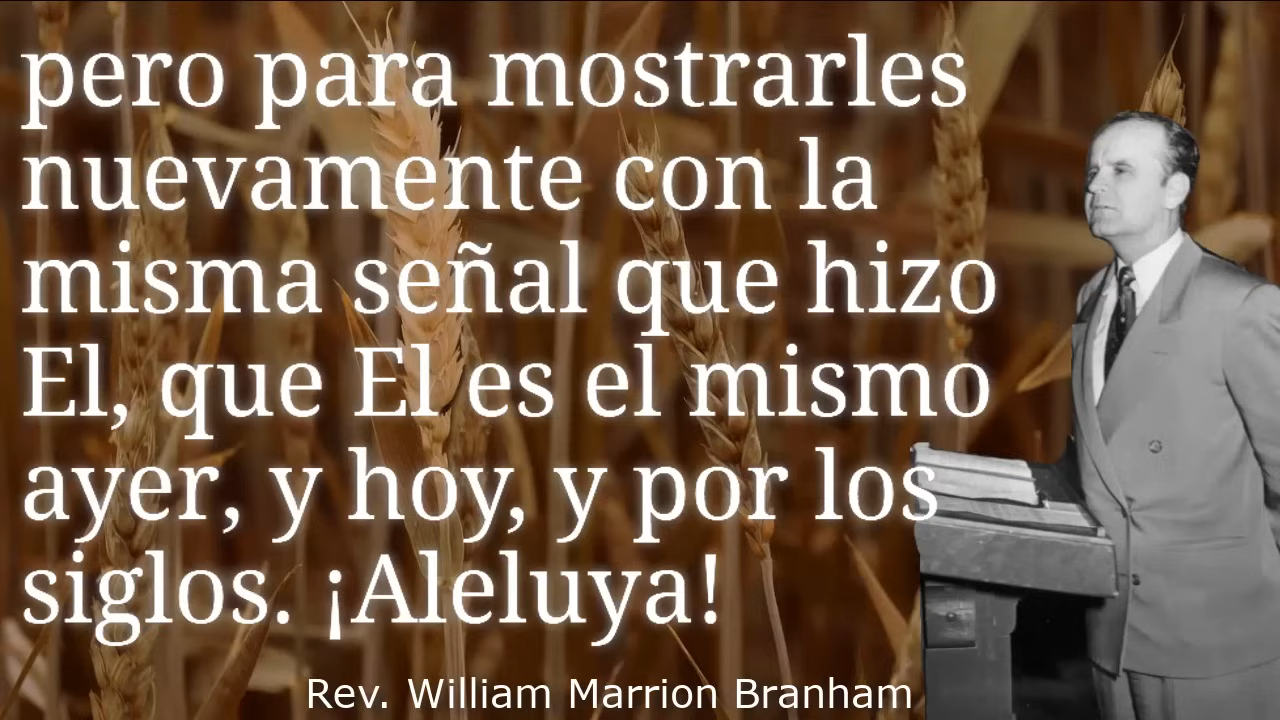 pero para mostrarles
nuevamente con la
misma señal que hizo
El, que El es el mismo
ayer, y hoy, y por los
siglos. ¡Aleluya!
Rev. William Marrion Branham